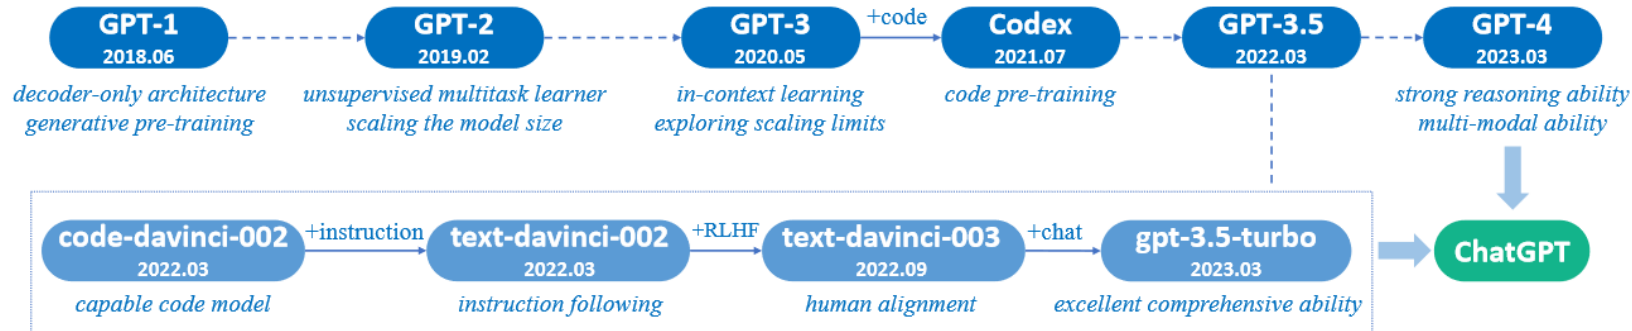 GPT-1
2018.06
decoder-only architecture
generative pre-training
GPT-2
2019.02
unsupervised multitask learner
scaling the model size
GPT-3
2020.05
in-context learning
exploring scaling limits
+code
Codex
2021.07
code pre-training
GPT-3.5
2022.03
GPT-4
2023.03
strong reasoning ability
multi-modal ability
code-davinci-002
2022.03
capable code model
+instruction
text-davinci-002
2022.03
instruction following
+RLHF
text-davinci-003
2022.09
human alignment
+chat
gpt-3.5-turbo
2023.03
excellent comprehensive ability
ChatGPT